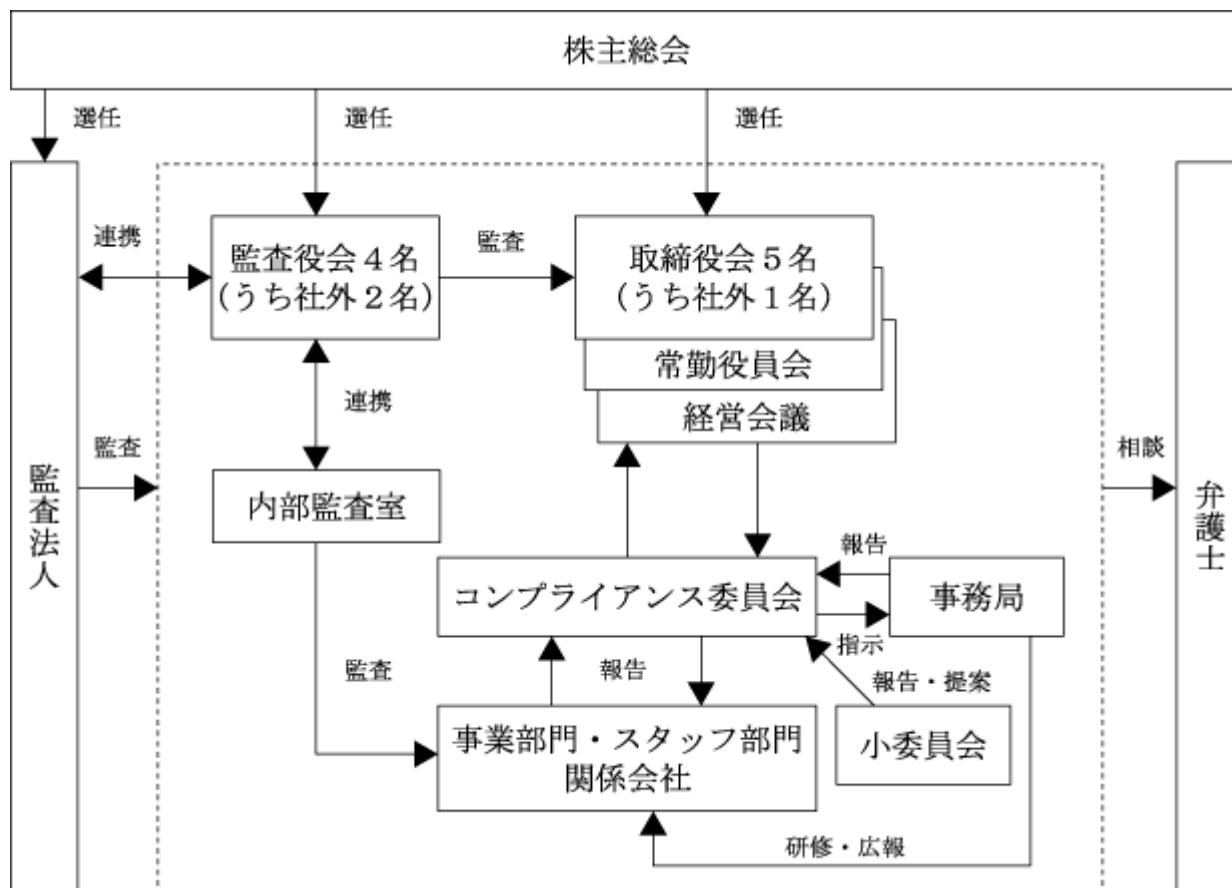 株主総会
選任
選任
選任
連携
監査役会４名
(うち社外２名)
監査
取締役会５名
(うち社外１名)
常勤役員会
経営会議
連携
監査
相談
監査法人
弁護士
内部監査室
報告
コンプライアンス委員会
事務局
指示
監査
報告
報告・提案
事業部門・スタッフ部門
関係会社
小委員会
研修・広報